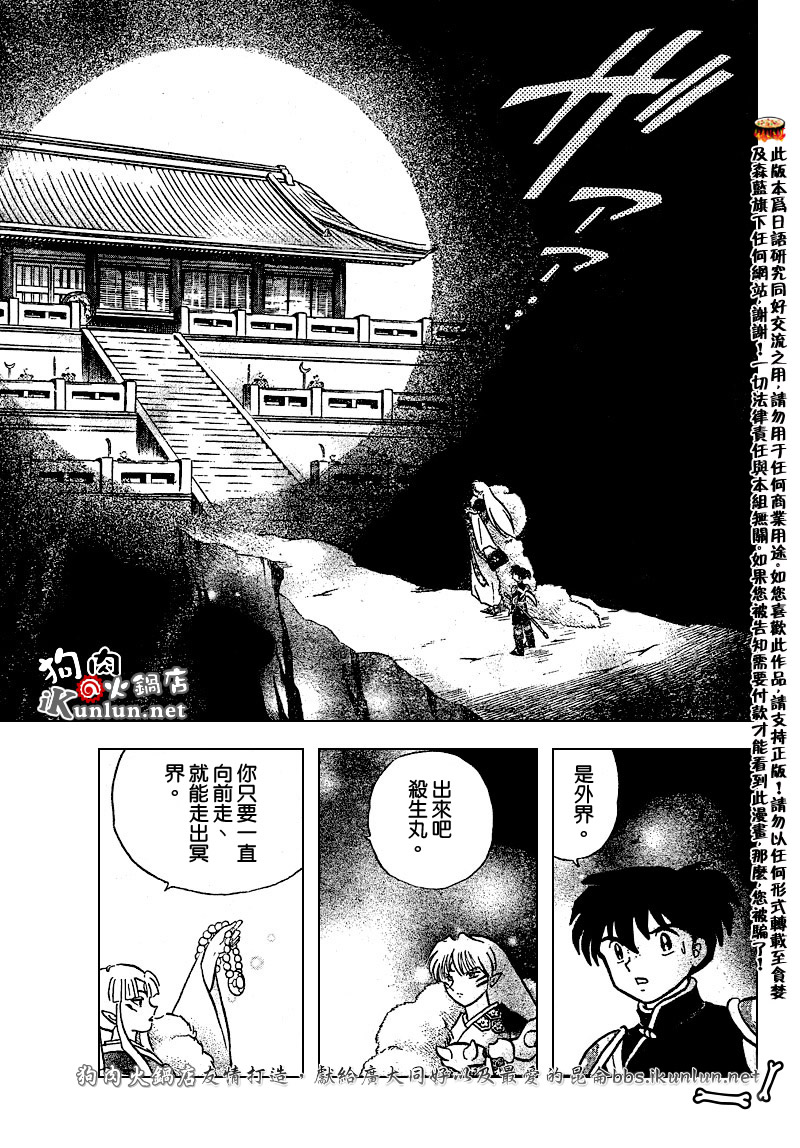 ガァァ
此版本爲日語研究同好交流之用，請勿用于任何商業用途。如您喜歡此作品，請支持正版！請勿以任何形式轉載至貪婪
及森藍旗下任何網站，謝謝！一切法律責任與本組無關。如果您被告知需要付款才能看到此漫畫，那麼，您被騙了！
狗肉
火鍋店
iKunlun.net
是外界。
出來吧
殺生丸。
你只要一直
向前走、
就能走出冥
界。
狗肉火鍋店友情打造，獻給廣大同好以及最愛的昆侖bbs.ikunlun.net